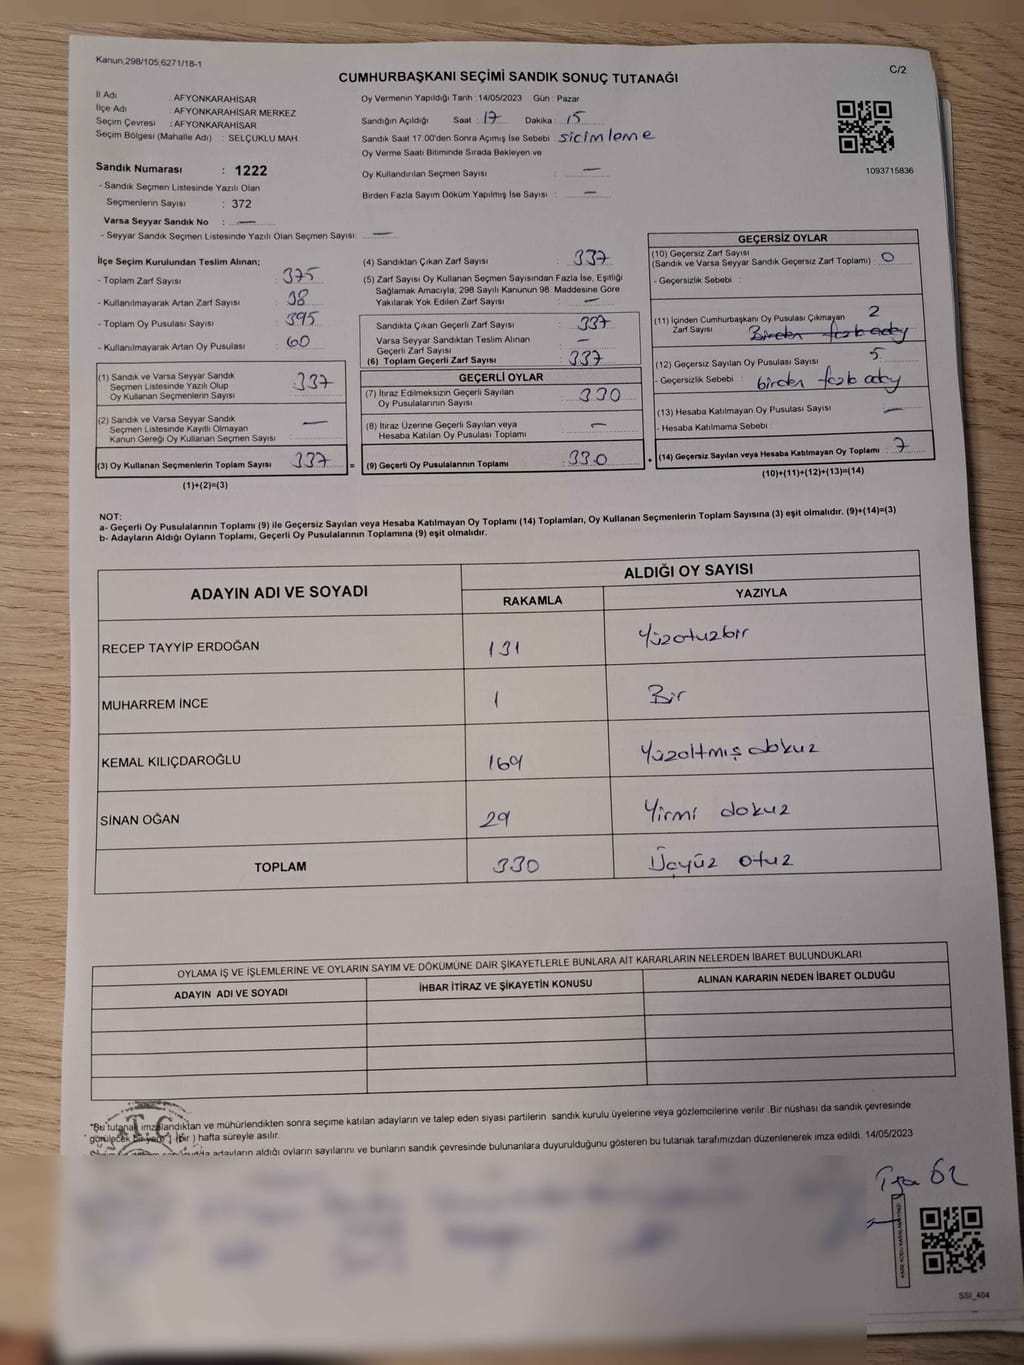 Kanun,298/105,6271/18-1
C/2
CUMHURBAŞKANI SEÇİMİ SANDIK SONUÇ TUTANAĞI
İl Adı : AFYONKARAHİSAR
İlçe Adı : AFYONKARAHİSAR MERKEZ
Seçim Çevresi : AFYONKARAHİSAR
Seçim Bölgesi (Mahalle Adı) : SELÇUKLU MAH.
Sandık Numarası : 1222
- Sandık Seçmen Listesinde Yazılı Olan
Seçmenlerin Sayısı : 372
Varsa Seyyar Sandık No : —
- Seyyar Sandık Seçmen Listesinde Yazılı Olan Seçmen Sayısı: —
Oy Vermenin Yapıldığı Tarih : 14/05/2023 Gün : Pazar
Sandığın Açıldığı Saat : 17 Dakika : 15
Sandık Saat 17.00'den Sonra Açımış İse Sebebi :
Oy Verme Saati Bitiminde Sırada Bekleyen ve
Oy Kullandırılan Seçmen Sayısı : —
Birden Fazla Sayım Döküm Yapılmış İse Sayısı : —
1093715836
İlçe Seçim Kurulundan Teslim Alınan;
- Toplam Zarf Sayısı : 375
- Kullanılmayarak Artan Zarf Sayısı : 38
- Toplam Oy Pusulası Sayısı : 395
- Kullanılmayarak Artan Oy Pusulası : 60
(1) Sandık ve Varsa Seyyar Sandık
Seçmen Listesinde Yazılı Olup
Oy Kullanan Seçmenlerin Sayısı : 337
(2) Sandık ve Varsa Seyyar Sandık
Seçmen Listesinde Kayıtlı Olmayan
Kanun Gereği Oy Kullanan Seçmen Sayısı : —
(3) Oy Kullanan Seçmenlerin Toplam Sayısı : 337
(1)+(2)=(3)
=
(4) Sandıktan Çıkan Zarf Sayısı : 337
(5) Zarf Sayısı Oy Kullanan Seçmen Sayısından Fazla İse, Eşitliği
Sağlamak Amacıyla, 298 Sayılı Kanunun 98. Maddesine Göre
Yakılarak Yok Edilen Zarf Sayısı : —
Sandıkta Çıkan Geçerli Zarf Sayısı : 337
Varsa Seyyar Sandıktan Teslim Alınan
Geçerli Zarf Sayısı : —
(6) Toplam Geçerli Zarf Sayısı : 337
GEÇERLİ OYLAR
(7) İtiraz Edilmeksizin Geçerli Sayılan
Oy Pusulalarının Sayısı : 330
(8) İtiraz Üzerine Geçerli Sayılan veya
Hesaba Katılan Oy Pusulası Toplamı : —
(9) Geçerli Oy Pusulalarının Toplamı : 330
+
GEÇERSİZ OYLAR
(10) Geçersiz Zarf Sayısı
(Sandık ve Varsa Seyyar Sandık Geçersiz Zarf Toplamı) : 0
- Geçersizlik Sebebi :
(11) İçinden Cumhurbaşkanı Oy Pusulası Çıkmayan 2
Zarf Sayısı : Birden fazla aday
(12) Geçersiz Sayılan Oy Pusulası Sayısı : 5
- Geçersizlik Sebebi : birden fazla aday
(13) Hesaba Katılmayan Oy Pusulası Sayısı : —
- Hesaba Katılmama Sebebi :
(14) Geçersiz Sayılan veya Hesaba Katılmayan Oy Toplamı : 7
(10)+(11)+(12)+(13)=(14)
NOT:
a- Geçerli Oy Pusulalarının Toplamı (9) ile Geçersiz Sayılan veya Hesaba Katılmayan Oy Toplamı (14) Toplamları, Oy Kullanan Seçmenlerin Toplam Sayısına (3) eşit olmalıdır. (9)+(14)=(3)
b- Adayların Aldığı Oyların Toplamı, Geçerli Oy Pusulalarının Toplamına (9) eşit olmalıdır.
ADAYIN ADI VE SOYADI ALDIĞI OY SAYISI
RAKAMLA YAZIYLA
RECEP TAYYİP ERDOĞAN 131 Yüzotuzbir
MUHARREM İNCE 1 Bir
KEMAL KILIÇDAROĞLU 169 Yüzaltmış dokuz
SİNAN OĞAN 29 Yirmi dokuz
TOPLAM 330 Üçyüz otuz
OYLAMA İŞ VE İŞLEMLERİNE VE OYLARIN SAYIM VE DÖKÜMÜNE DAİR ŞİKAYETLERLE BUNLARA AİT KARARLARIN NELERDEN İBARET BULUNDUKLARI
ADAYIN ADI VE SOYADI İHBAR İTİRAZ VE ŞİKAYETİN KONUSU ALINAN KARARIN NEDEN İBARET OLDUĞU
T.C.
"Bu tutanak imzalandıktan ve mühürlendikten sonra seçime katılan adayların ve talep eden siyasi partilerin sandık kurulu üyelerine veya gözlemcilerine verilir .Bir nüshası da sandık çevresinde
görülecek bir yere 1 (bir ) hafta süreyle asılır.
adayların aldığı oyların sayılarını ve bunların sandık çevresinde bulunanlara duyurulduğunu gösteren bu tutanak tarafımızdan düzenlenerek imza edildi. 14/05/2023
SSI_404